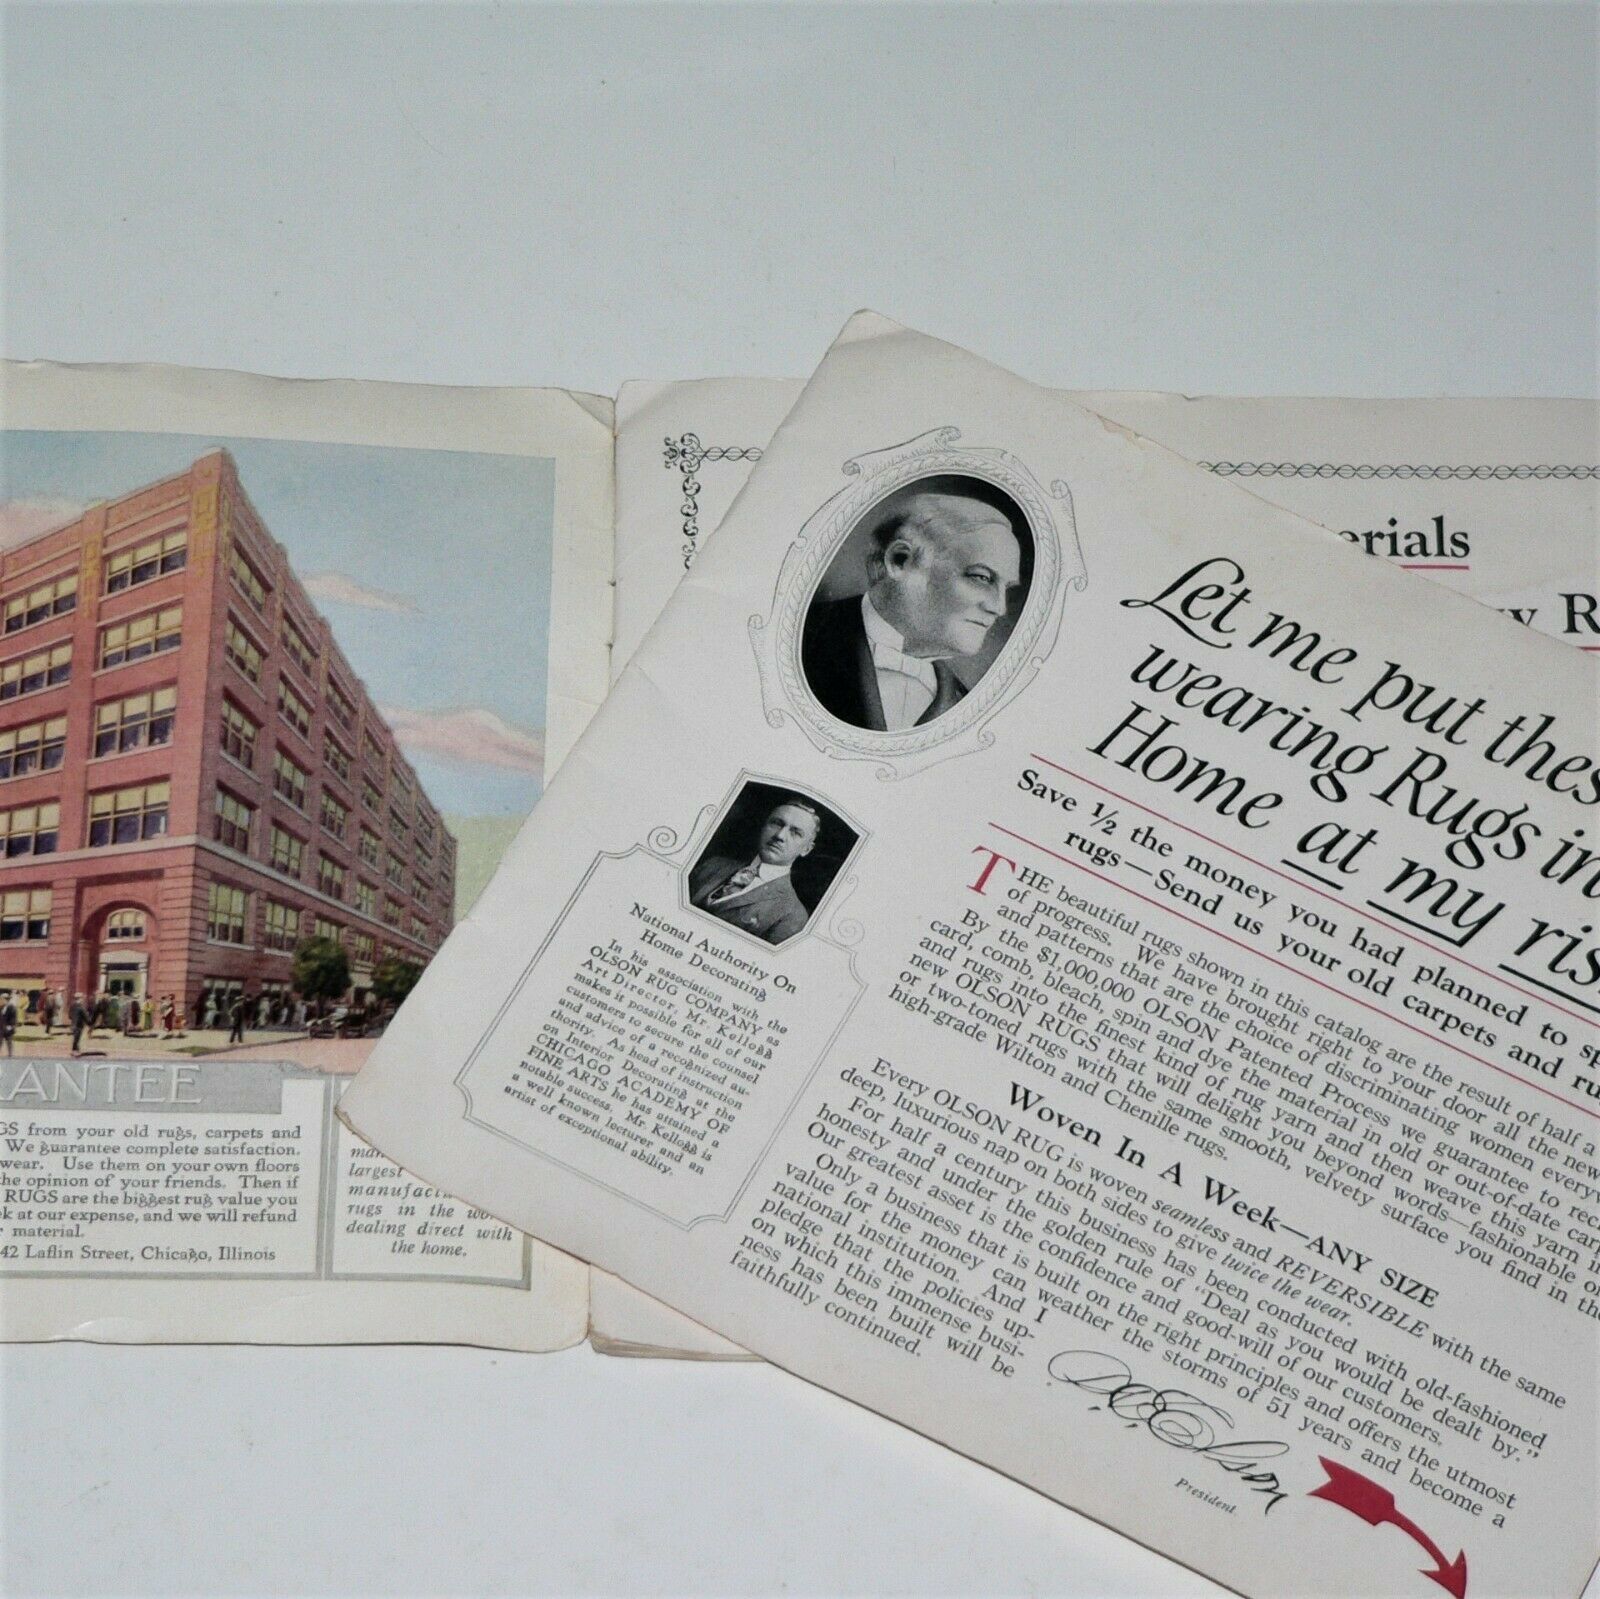 RANTEE
GS from your old rugs, carpets and
We guarantee complete satisfaction.
wear. Use them on your own floors
the opinion of your friends. Then if
RUGS are the biggest rug value you
k at our expense, and we will refund
r material.
42 Laflin Street, Chicago, Illinois
largest
manufactu
rugs in the wor
dealing direct with
the home.
erials
w R
National Authority On
Home Decorating
In his association with the
OLSON RUG COMPANY as
Art Director, Mr. Kellogg
makes it possible for all of our
customers to secure the counsel
and advice of a recognized au-
thority. As head of instruction
on Interior Decorating at the
CHICAGO ACADEMY OF
FINE ARTS, he has attained a
notable success. Mr. Kellogg is
a well known lecturer and an
artist of exceptional ability.
Let me put thes
wearing Rugs in
Home at my ris
Save 1/2 the money you had planned to sp
rugs—Send us your old carpets and ru
THE beautiful rugs shown in this catalog are the result of half a
of progress. We have brought right to your door all the new
and patterns that are the choice of discriminating women everyw
By the $1,000,000 OLSON Patented Process we guarantee to recl
card, comb, bleach, spin and dye the material in old or out-of-date carp
and rugs into the finest kind of rug yarn and then weave this yarn in
new OLSON RUGS that will delight you beyond words—fashionable o
or two-toned rugs with the same smooth, velvety surface you find in the
high-grade Wilton and Chenille rugs.
Woven In A Week—ANY SIZE
Every OLSON RUG is woven seamless and REVERSIBLE with the same
deep, luxurious nap on both sides to give twice the wear.
For half a century this business has been conducted with old-fashioned
honesty and under the golden rule of "Deal as you would be dealt by."
Our greatest asset is the confidence and good-will of our customers.
Only a business that is built on the right principles and offers the utmost
value for the money can weather the storms of 51 years and become a
national institution. And I
pledge that the policies up-
on which this immense busi-
ness has been built will be
faithfully continued.
President.